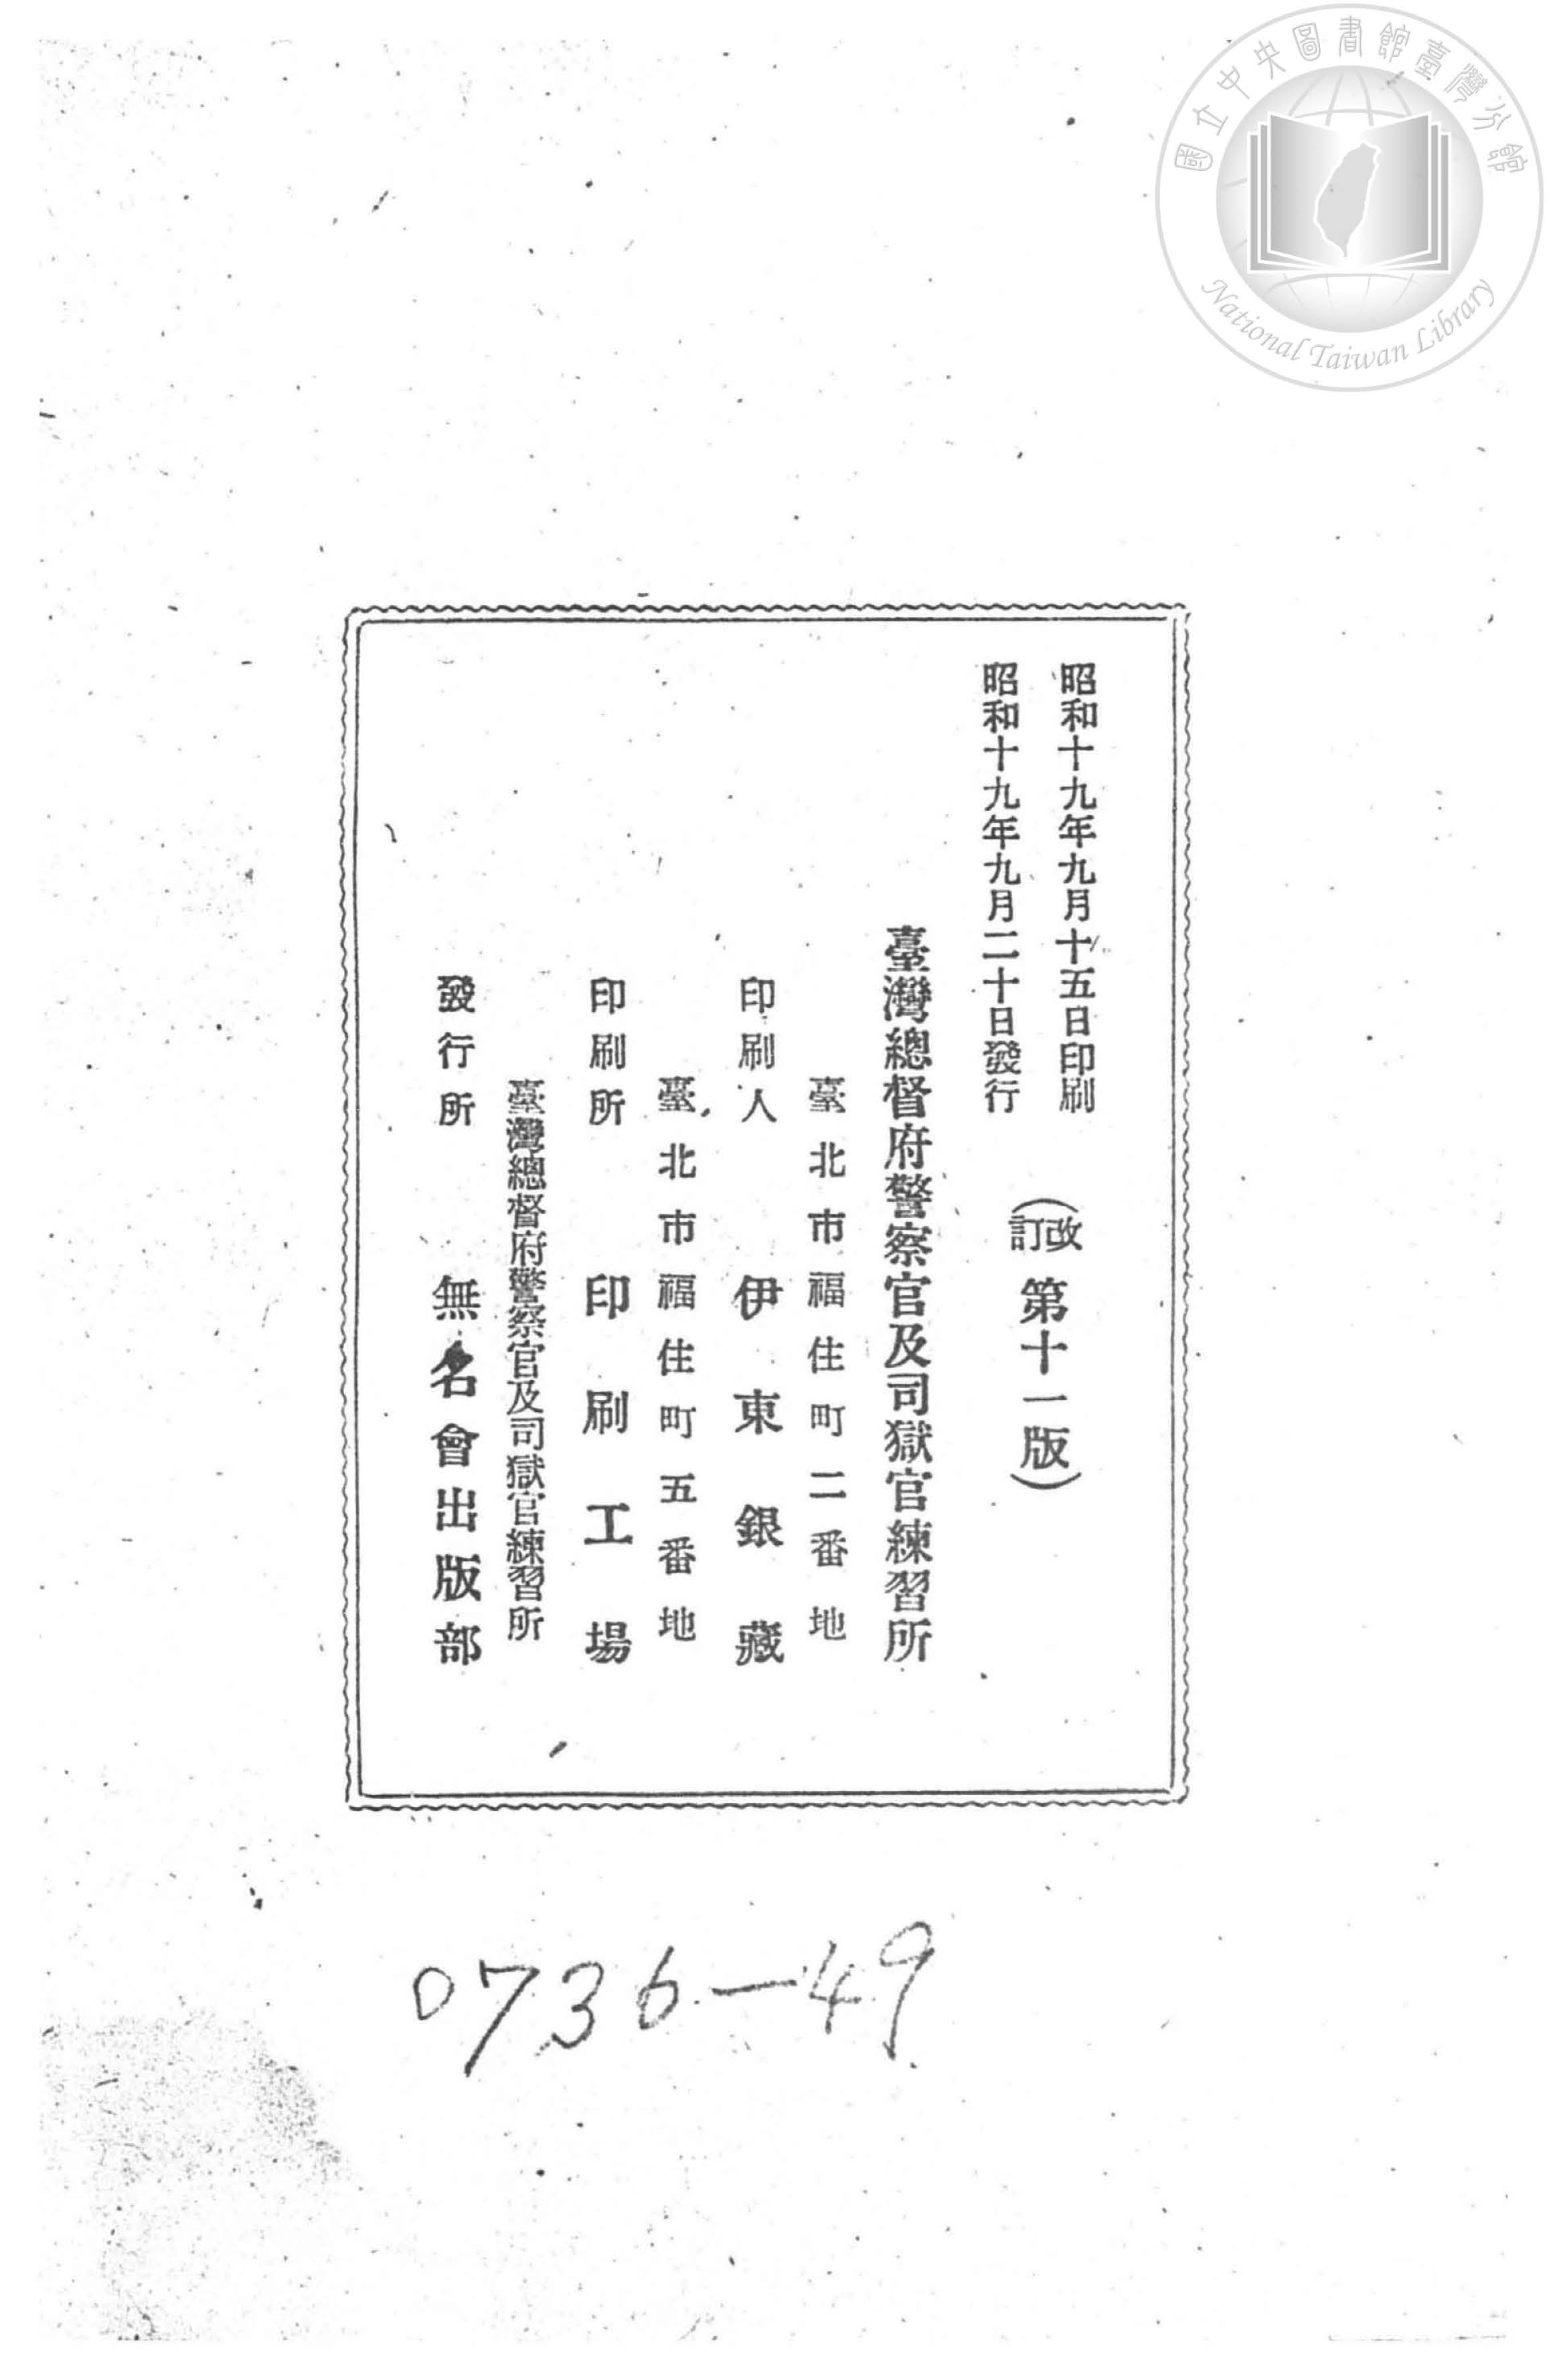 國立中央圖書館臺灣分館
National Taiwan Library
昭和十九年九月十五日印刷
昭和十九年九月二十日發行
(改訂第十一版)
臺灣總督府警察官及司獄官練習所
臺北市福住町二番地
印刷人 伊東銀藏
臺北市福住町五番地
印刷所 印刷工場
臺灣總督府警察官及司獄官練習所
發行所 無名會出版部
0736-49